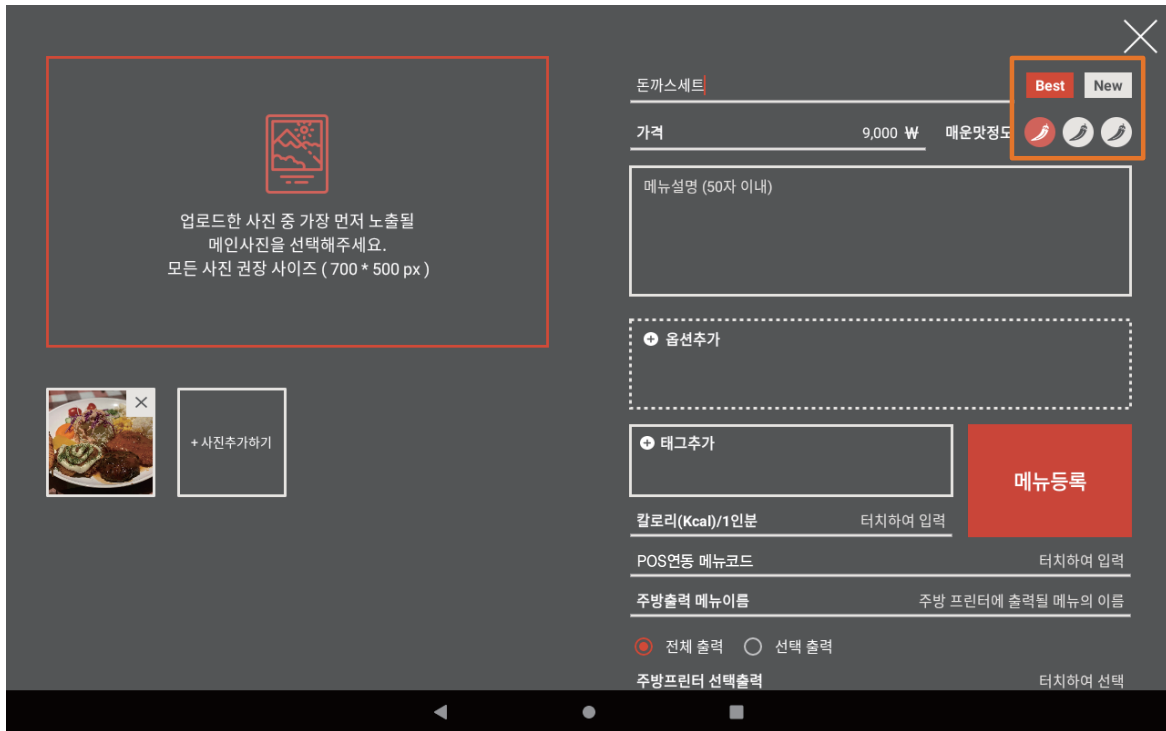 업로드한 사진 중 가장 먼저 노출될
메인사진을 선택해주세요.
모든 사진 권장 사이즈 ( 700 * 500 px )
+ 사진추가하기
돈까스세트
Best New
가격 9,000 ₩ 매운맛정도
메뉴설명 (50자 이내)
옵션추가
태그추가
메뉴등록
칼로리(Kcal)/1인분 터치하여 입력
POS연동 메뉴코드 터치하여 입력
주방출력 메뉴이름 주방 프린터에 출력될 메뉴의 이름
전체 출력 선택 출력
주방프린터 선택출력 터치하여 선택